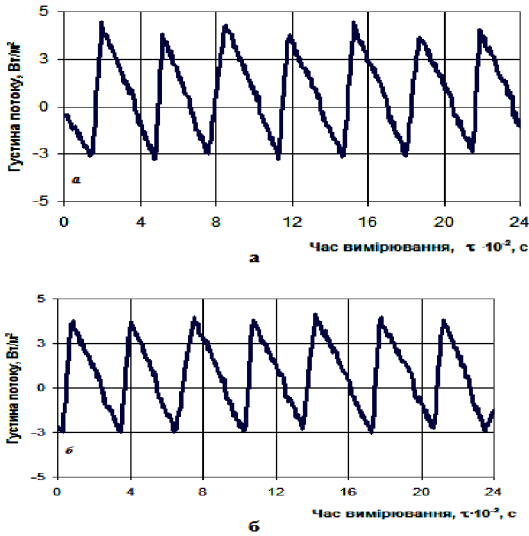 Густина потоку, Вт/м²
5
3
0
-3
-5
а
0 4 8 12 16 20 24
Час вимірювання, τ ·10⁻², с
а
Густина потоку, Вт/м²
5
3
0
-3
-5
б
0 4 8 12 16 20 24
Час вимірювання, τ·10⁻², с
б